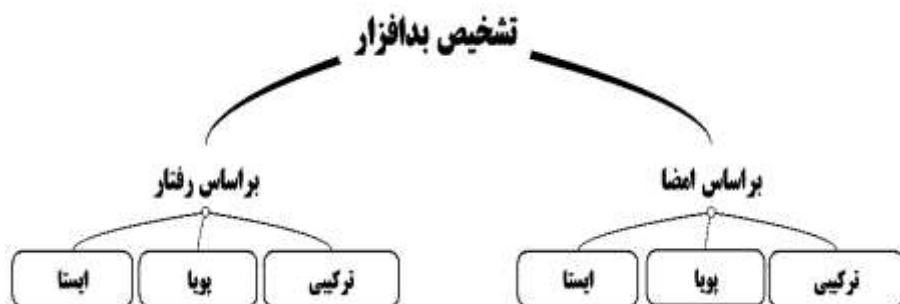 تشخیص بدافزار
براساس امضا
براساس رفتار
ترکیبی
پویا
ایستا
ترکیبی
پویا
ایستا